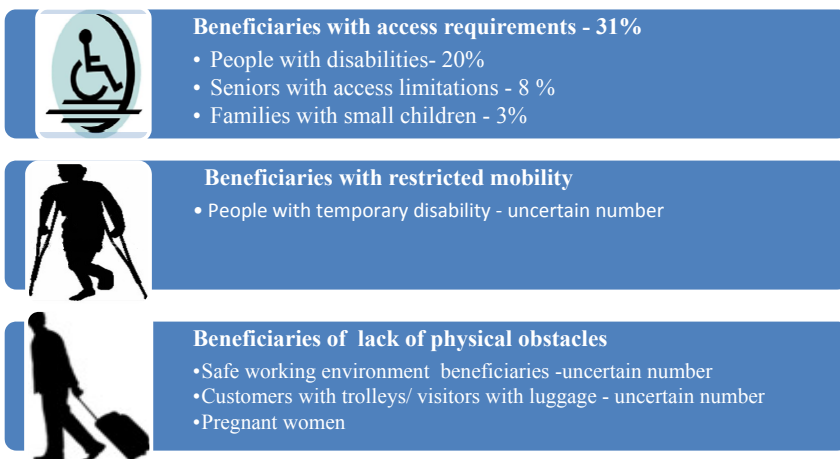 Beneficiaries with access requirements - 31%
• People with disabilities- 20%
• Seniors with access limitations - 8 %
• Families with small children - 3%
Beneficiaries with restricted mobility
• People with temporary disability - uncertain number
Beneficiaries of lack of physical obstacles
•Safe working environment beneficiaries -uncertain number
•Customers with trolleys/ visitors with luggage - uncertain number
•Pregnant women